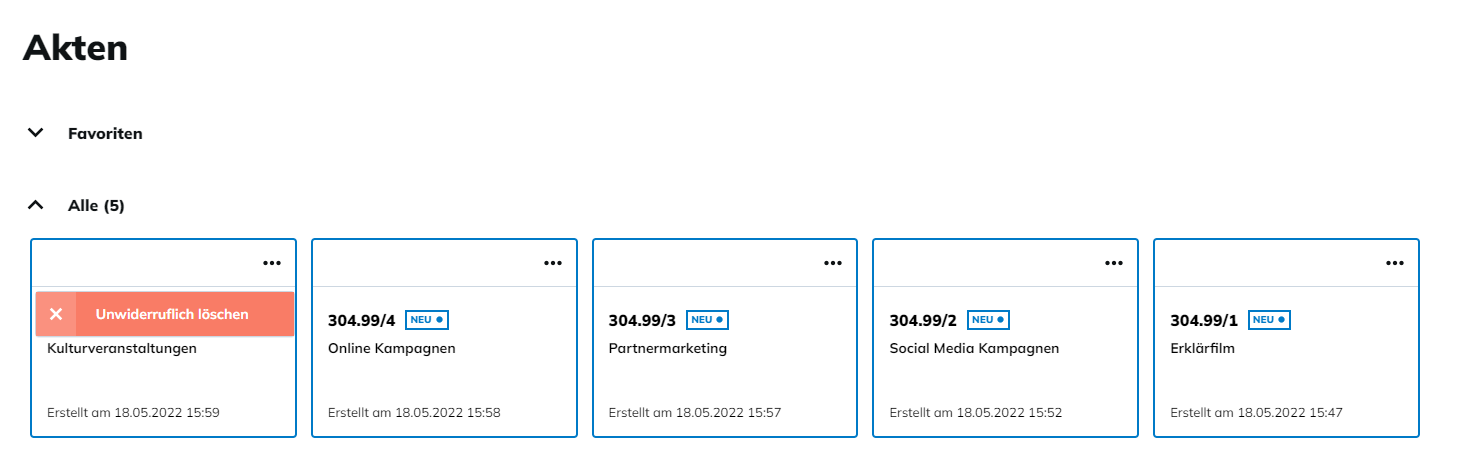 Akten
Favoriten
Alle (5)
Unwiderruflich löschen
Kulturveranstaltungen
Erstellt am 18.05.2022 15:59
304.99/4 NEU
Online Kampagnen
Erstellt am 18.05.2022 15:58
304.99/3 NEU
Partnermarketing
Erstellt am 18.05.2022 15:57
304.99/2 NEU
Social Media Kampagnen
Erstellt am 18.05.2022 15:52
304.99/1 NEU
Erklärfilm
Erstellt am 18.05.2022 15:47